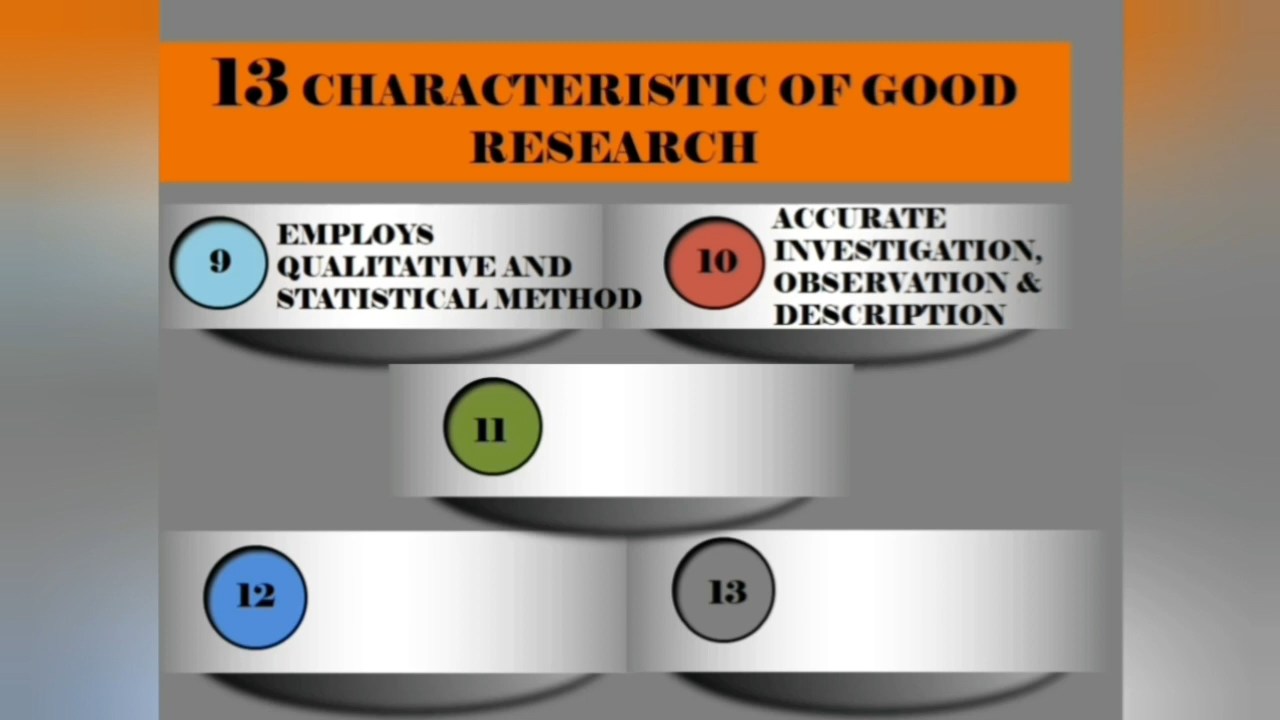 13 CHARACTERISTIC OF GOOD
RESEARCH
9
EMPLOYS
QUALITATIVE AND
STATISTICAL METHOD
10
ACCURATE
INVESTIGATION,
OBSERVATION &
DESCRIPTION
11
12
13